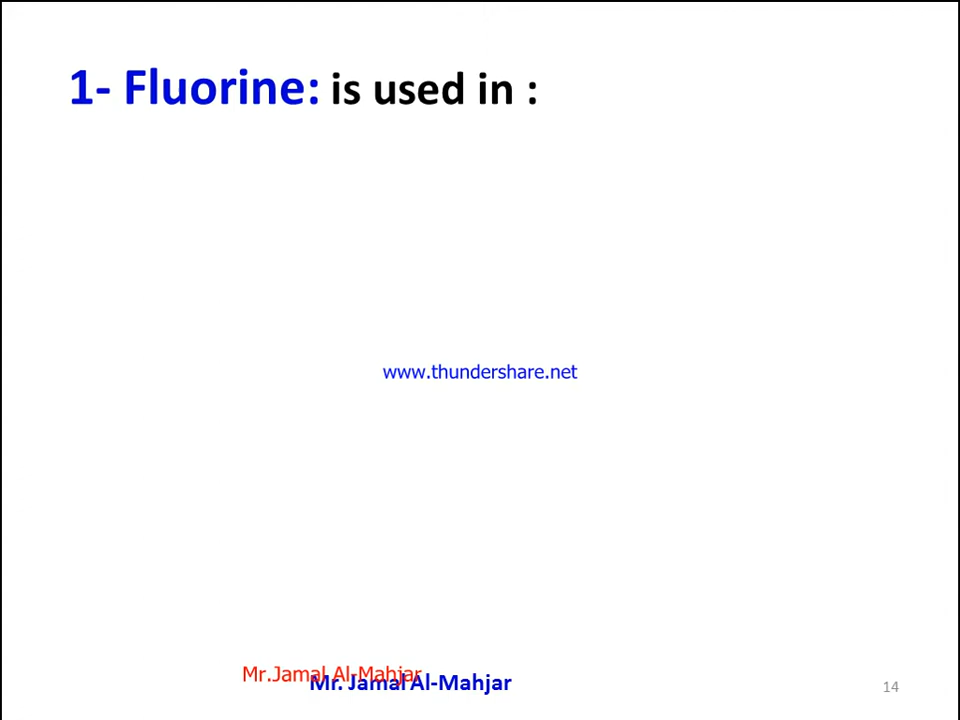 1- Fluorine: is used in :
www.thundershare.net
Mr.Jamal Al-Mahjar
Mr. Jamal Al-Mahjar
14